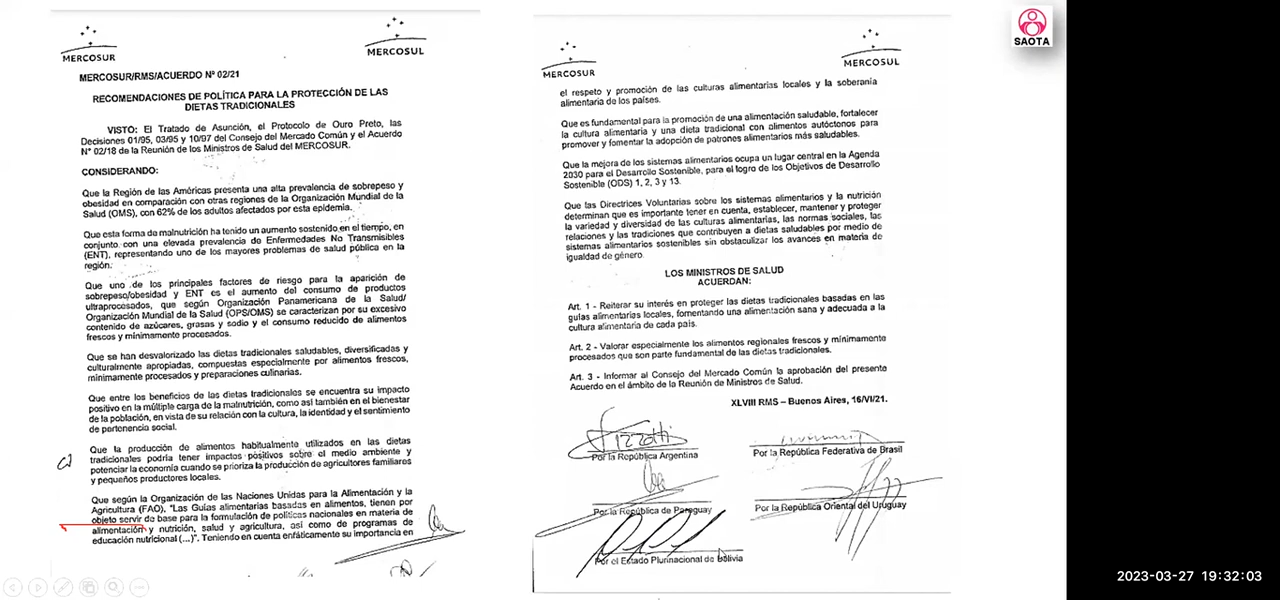 MERCOSUR
MERCOSUL
MERCOSUR/RMS/ACUERDO N° 02/21
RECOMENDACIONES DE POLÍTICA PARA LA PROTECCIÓN DE LAS
DIETAS TRADICIONALES
VISTO: El Tratado de Asunción, el Protocolo de Ouro Preto, las
Decisiones 01/95, 03/95 y 10/97 del Consejo del Mercado Común y el Acuerdo
N° 02/18 de la Reunión de los Ministros de Salud del MERCOSUR.
CONSIDERANDO:
Que la Región de las Américas presenta una alta prevalencia de sobrepeso y
obesidad en comparación con otras regiones de la Organización Mundial de la
Salud (OMS), con 62% de los adultos afectados por esta epidemia.
Que esta forma de malnutrición ha tenido un aumento sostenido en el tiempo, en
conjunto con una elevada prevalencia de Enfermedades No Transmisibles
(ENT), representando uno de los mayores problemas de salud pública en la
región.
Que uno de los principales factores de riesgo para la aparición de
sobrepeso/obesidad y ENT es el aumento del consumo de productos
ultraprocesados, que según Organización Panamericana de la Salud/
Organización Mundial de la Salud (OPS/OMS) se caracterizan por su excesivo
contenido de azúcares, grasas y sodio y el consumo reducido de alimentos
frescos y mínimamente procesados.
Que se han desvalorizado las dietas tradicionales saludables, diversificadas y
culturalmente apropiadas, compuestas especialmente por alimentos frescos,
mínimamente procesados y preparaciones culinarias.
Que entre los beneficios de las dietas tradicionales se encuentra su impacto
positivo en la múltiple carga de la malnutrición, como así también en el bienestar
de la población, en vista de su relación con la cultura, la identidad y el sentimiento
de pertenencia social.
Que la producción de alimentos habitualmente utilizados en las dietas
tradicionales podría tener impactos positivos sobre el medio ambiente y
potenciar la economía cuando se prioriza la producción de agricultores familiares
y pequeños productores locales.
Que según la Organización de las Naciones Unidas para la Alimentación y la
Agricultura (FAO), "Las Guías alimentarias basadas en alimentos, tienen por
objeto servir de base para la formulación de políticas nacionales en materia de
alimentación y nutrición, salud y agricultura, así como de programas de
educación nutricional (...)". Teniendo en cuenta enfáticamente su importancia en
MERCOSUR
MERCOSUL
el respeto y promoción de las culturas alimentarias locales y la soberanía
alimentaria de los países.
Que es fundamental para la promoción de una alimentación saludable, fortalecer
la cultura alimentaria y una dieta tradicional con alimentos autóctonos para
promover y fomentar la adopción de patrones alimentarios más saludables.
Que la mejora de los sistemas alimentarios ocupa un lugar central en la Agenda
2030 para el Desarrollo Sostenible, para el logro de los Objetivos de Desarrollo
Sostenible (ODS) 1, 2, 3 y 13.
Que las Directrices Voluntarias sobre los sistemas alimentarios y la nutrición
determinan que es importante tener en cuenta, establecer, mantener y proteger
la variedad y diversidad de las culturas alimentarias, las normas sociales, las
relaciones y las tradiciones que contribuyen a dietas saludables por medio de
sistemas alimentarios sostenibles sin obstaculizar los avances en materia de
igualdad de género.
LOS MINISTROS DE SALUD
ACUERDAN:
Art. 1 - Reiterar su interés en proteger las dietas tradicionales basadas en las
guías alimentarias locales, fomentando una alimentación sana y adecuada a la
cultura alimentaria de cada país.
Art. 2 - Valorar especialmente los alimentos regionales frescos y mínimamente
procesados que son parte fundamental de las dietas tradicionales.
Art. 3 - Informar al Consejo del Mercado Común la aprobación del presente
Acuerdo en el ámbito de la Reunión de Ministros de Salud.
XLVIII RMS – Buenos Aires, 16/VI/21.
Por la República Argentina
Por la República Federativa de Brasil
Por la República de Paraguay
Por la República Oriental del Uruguay
Por el Estado Plurinacional de Bolivia
SAOTA
2023-03-27 19:32:03